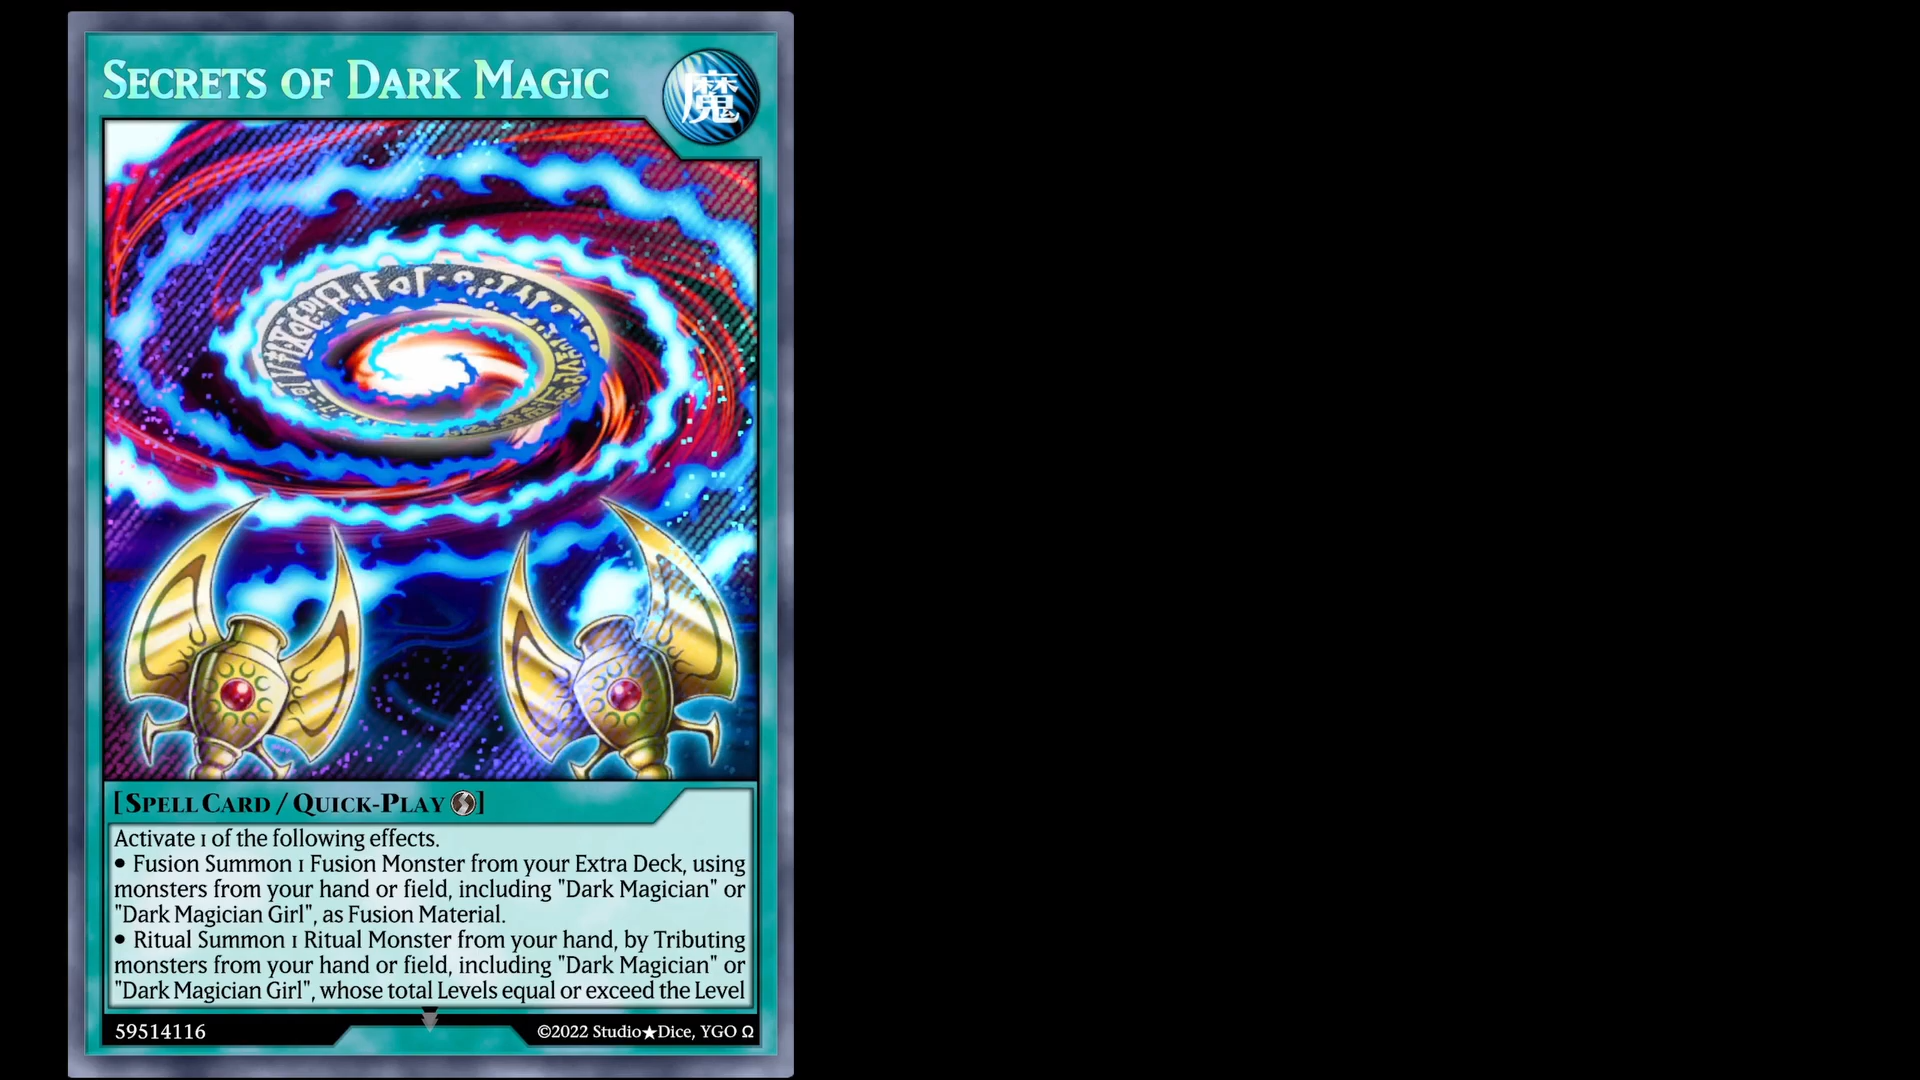 Secrets of Dark Magic
魔
[Spell Card / Quick-Play]
Activate 1 of the following effects.
• Fusion Summon 1 Fusion Monster from your Extra Deck, using
monsters from your hand or field, including "Dark Magician" or
"Dark Magician Girl", as Fusion Material.
• Ritual Summon 1 Ritual Monster from your hand, by Tributing
monsters from your hand or field, including "Dark Magician" or
"Dark Magician Girl", whose total Levels equal or exceed the Level
59514116
©2022 Studio★Dice, YGO Ω